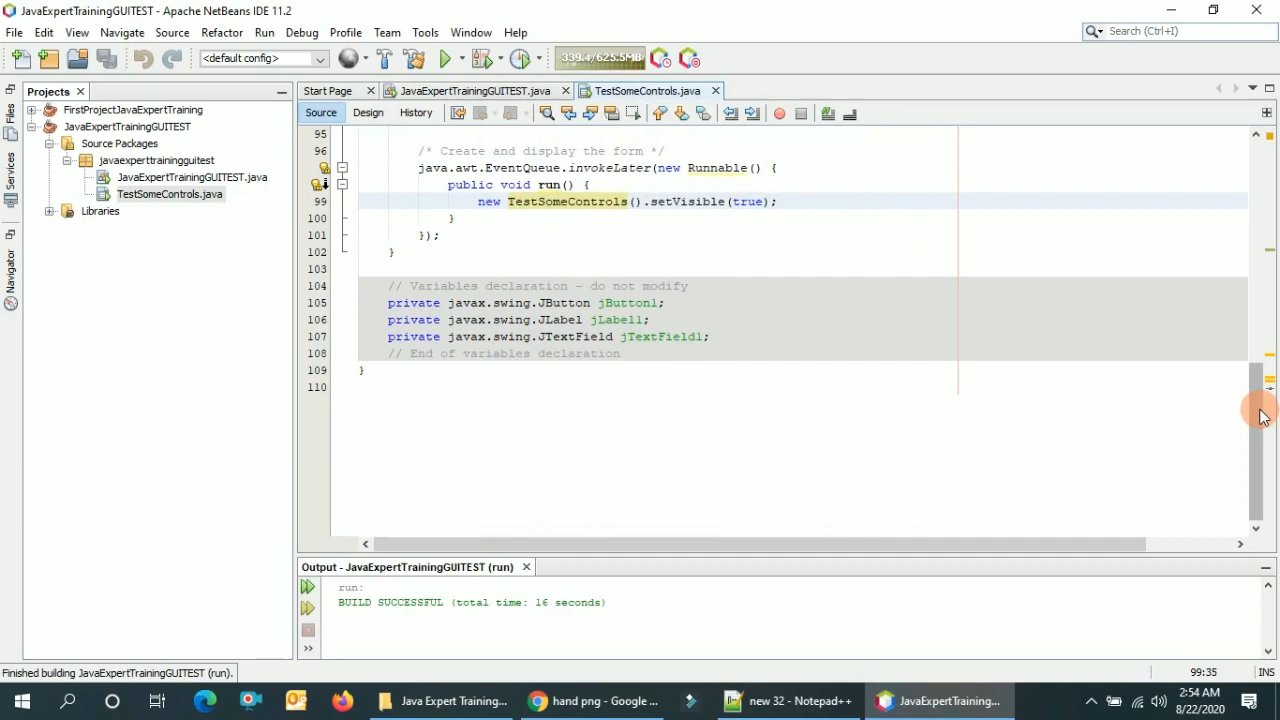 JavaExpertTrainingGUITEST - Apache NetBeans IDE 11.2
File Edit View Navigate Source Refactor Run Debug Profile Team Tools Window Help
Search (Ctrl+I)
<default config>
339.4/625.5MB
Projects
Start Page
JavaExpertTrainingGUITEST.java
TestSomeControls.java
Files
Services
Navigator
FirstProjectJavaExpertTraining
JavaExpertTrainingGUITEST
Source Packages
javaexperttrainingguitest
JavaExpertTrainingGUITEST.java
TestSomeControls.java
Libraries
Source Design History
95
96 /* Create and display the form */
java.awt.EventQueue.invokeLater(new Runnable() {
public void run() {
99 new TestSomeControls().setVisible(true);
100 }
101 });
102 }
103
104 // Variables declaration - do not modify
105 private javax.swing.JButton jButton1;
106 private javax.swing.JLabel jLabel1;
107 private javax.swing.JTextField jTextField1;
108 // End of variables declaration
109 }
110
Output - JavaExpertTrainingGUITEST (run)
run:
BUILD SUCCESSFUL (total time: 16 seconds)
Finished building JavaExpertTrainingGUITEST (run).
99:35
INS
Java Expert Training...
hand png - Google ...
new 32 - Notepad++
JavaExpertTraining...
2:54 AM
8/22/2020